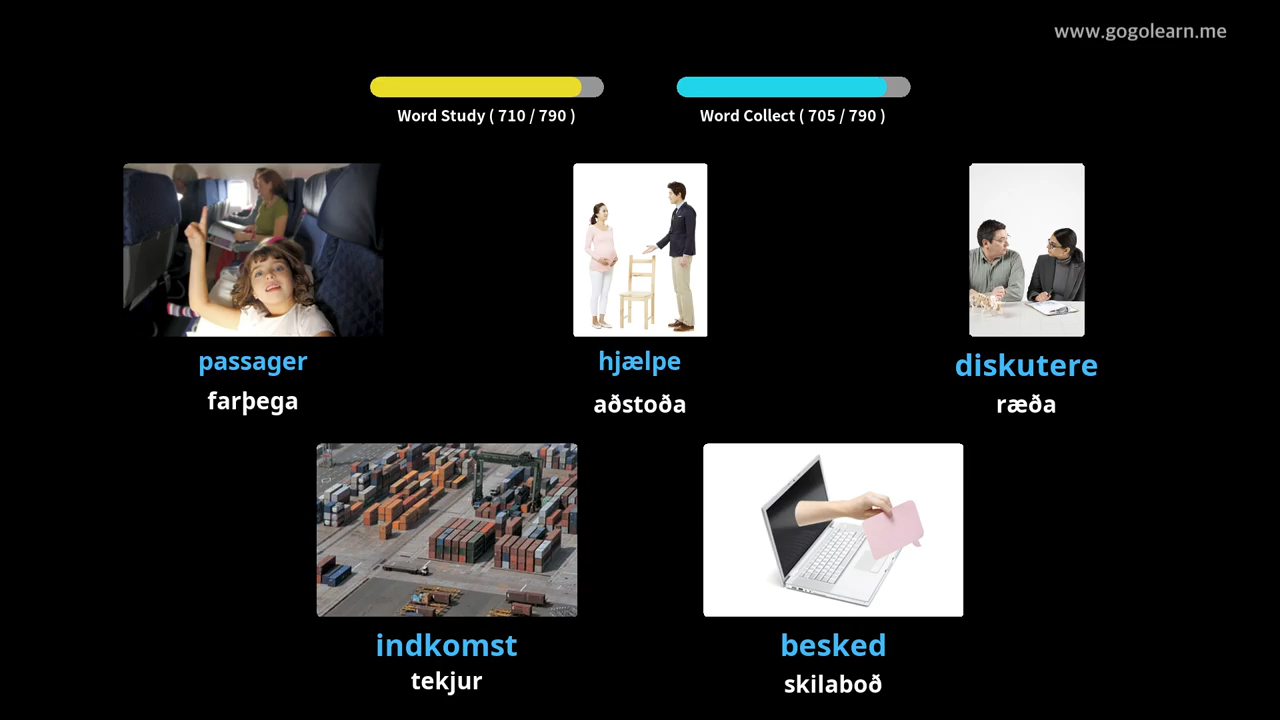 www.gogolearn.me
Word Study ( 710 / 790 )
Word Collect ( 705 / 790 )
passager
farþega
hjælpe
aðstoða
diskutere
ræða
indkomst
tekjur
besked
skilaboð